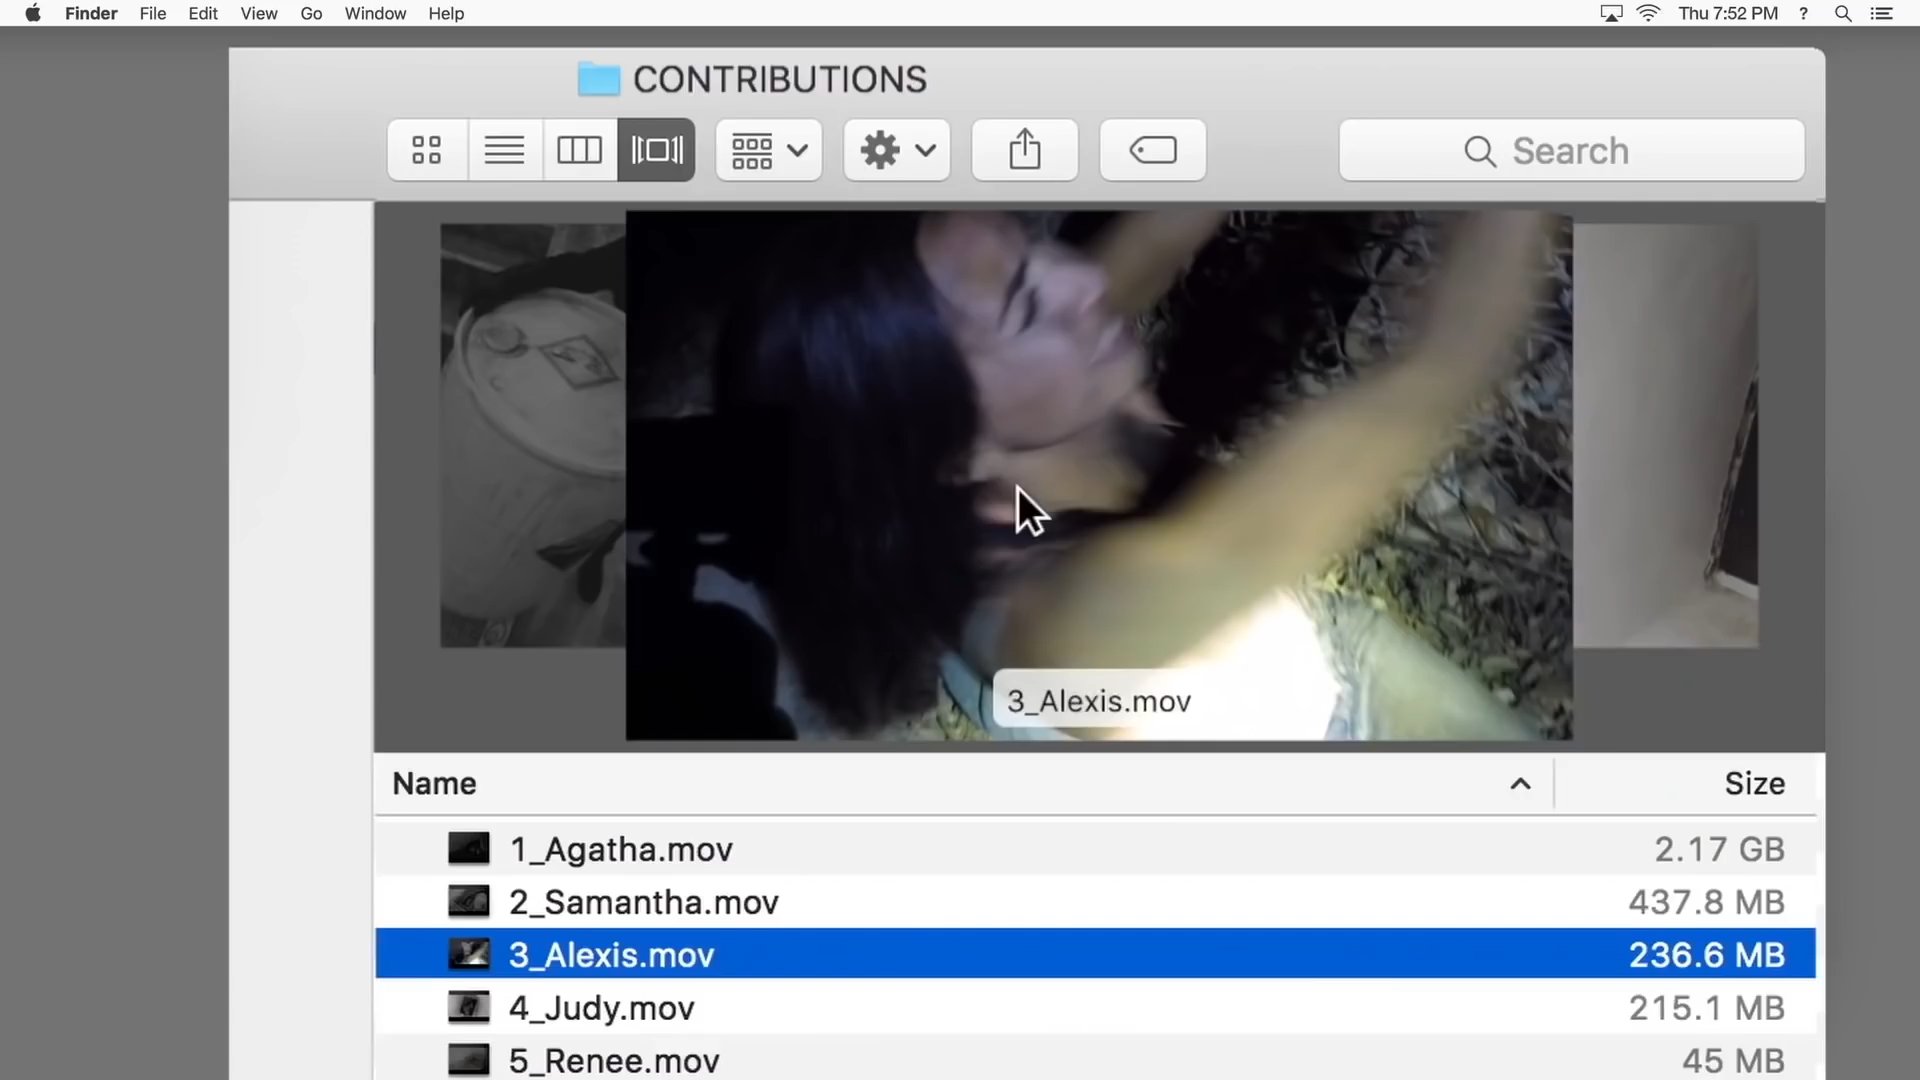 Finder File Edit View Go Window Help Thu 7:52 PM ?
CONTRIBUTIONS
Search
3_Alexis.mov
Name Size
1_Agatha.mov 2.17 GB
2_Samantha.mov 437.8 MB
3_Alexis.mov 236.6 MB
4_Judy.mov 215.1 MB
5_Renee.mov 45 MB